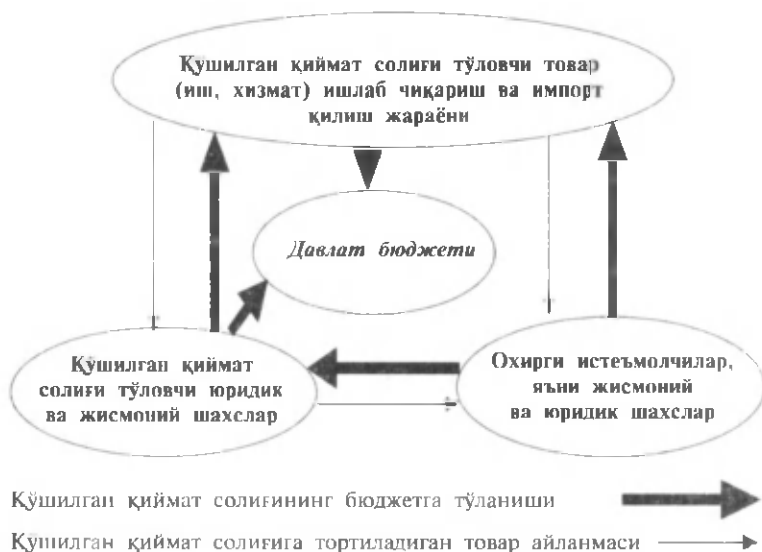 Қўшилган қиймат солиғи тўловчи товар
(иш, хизмат) ишлаб чиқариш ва импорт
қилиш жараёни
Давлат бюджети
Қўшилган қиймат
солиғи тўловчи юридик
ва жисмоний шахслар
Охирги истеъмолчилар,
яъни жисмоний
ва юридик шахслар
Қўшилган қиймат солиғининг бюджетга тўланиши
Қўшилган қиймат солиғига тортиладиган товар айланмаси